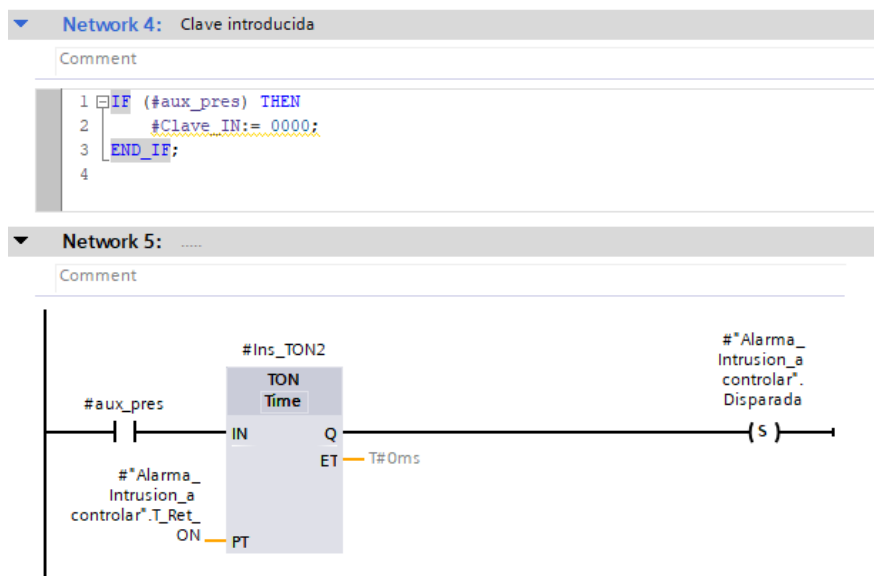 Network 4: Clave introducida
Comment
1 IF (#aux_pres) THEN
2 #Clave_IN:= 0000;
3 END_IF;
4
Network 5: .....
Comment
#Ins_TON2
TON
Time
#aux_pres
IN
Q
ET
T#0ms
PT
#"Alarma_
Intrusion_a
controlar".T_Ret_
ON
#"Alarma_
Intrusion_a
controlar".
Disparada
S